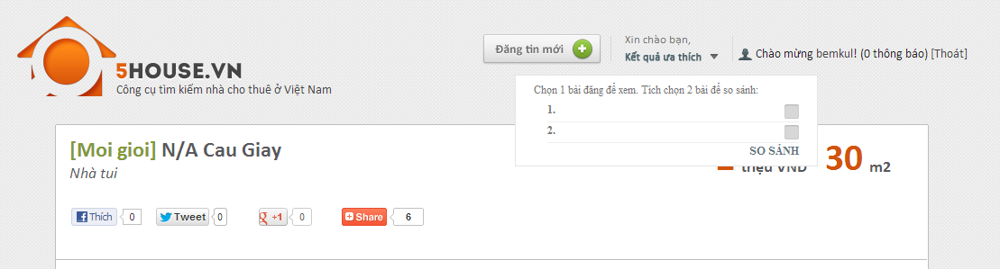 5HOUSE.VN
Công cụ tìm kiếm nhà cho thuê ở Việt Nam
Đăng tin mới
Xin chào bạn,
Kết quả ưa thích
Chào mừng bemkul! (0 thông báo) [Thoát]
Chọn 1 bài đăng để xem. Tích chọn 2 bài để so sánh:
1.
2.
SO SÁNH
[Moi gioi] N/A Cau Giay
triệu VND 30 m2
Nhà tui
Thích 0 Tweet 0 +1 0 Share 6